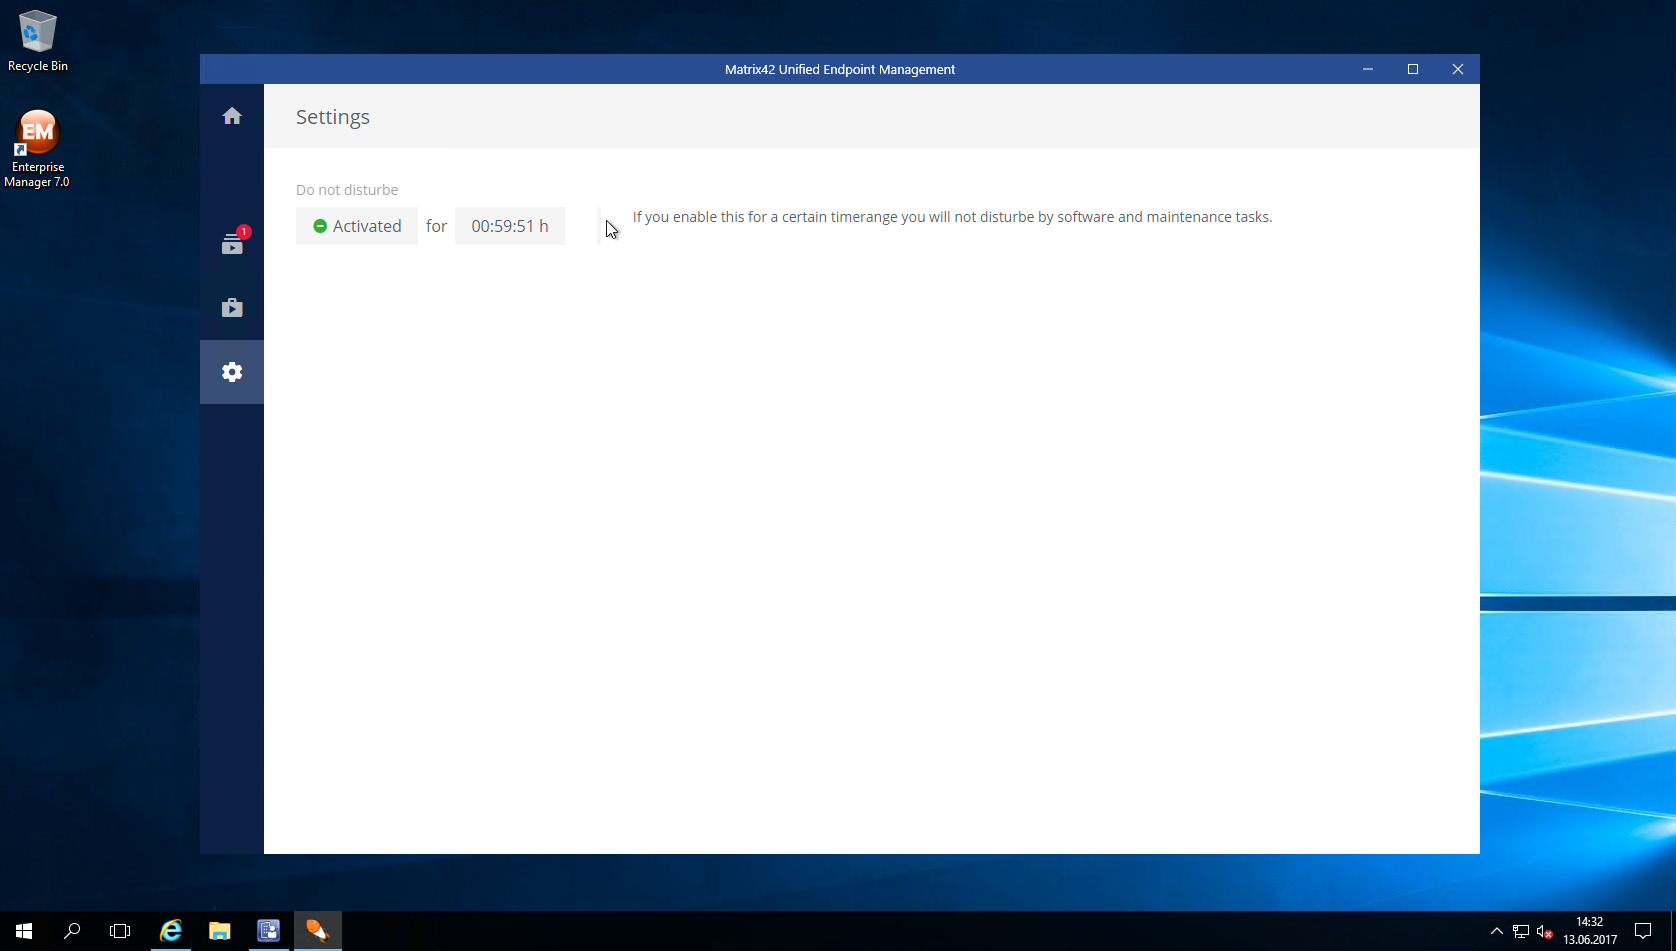 Recycle Bin
EM
Enterprise
Manager 7.0
Matrix42 Unified Endpoint Management
Settings
1
Do not disturbe
Activated for 00:59:51 h
If you enable this for a certain timerange you will not disturbe by software and maintenance tasks.
14:32
13.06.2017